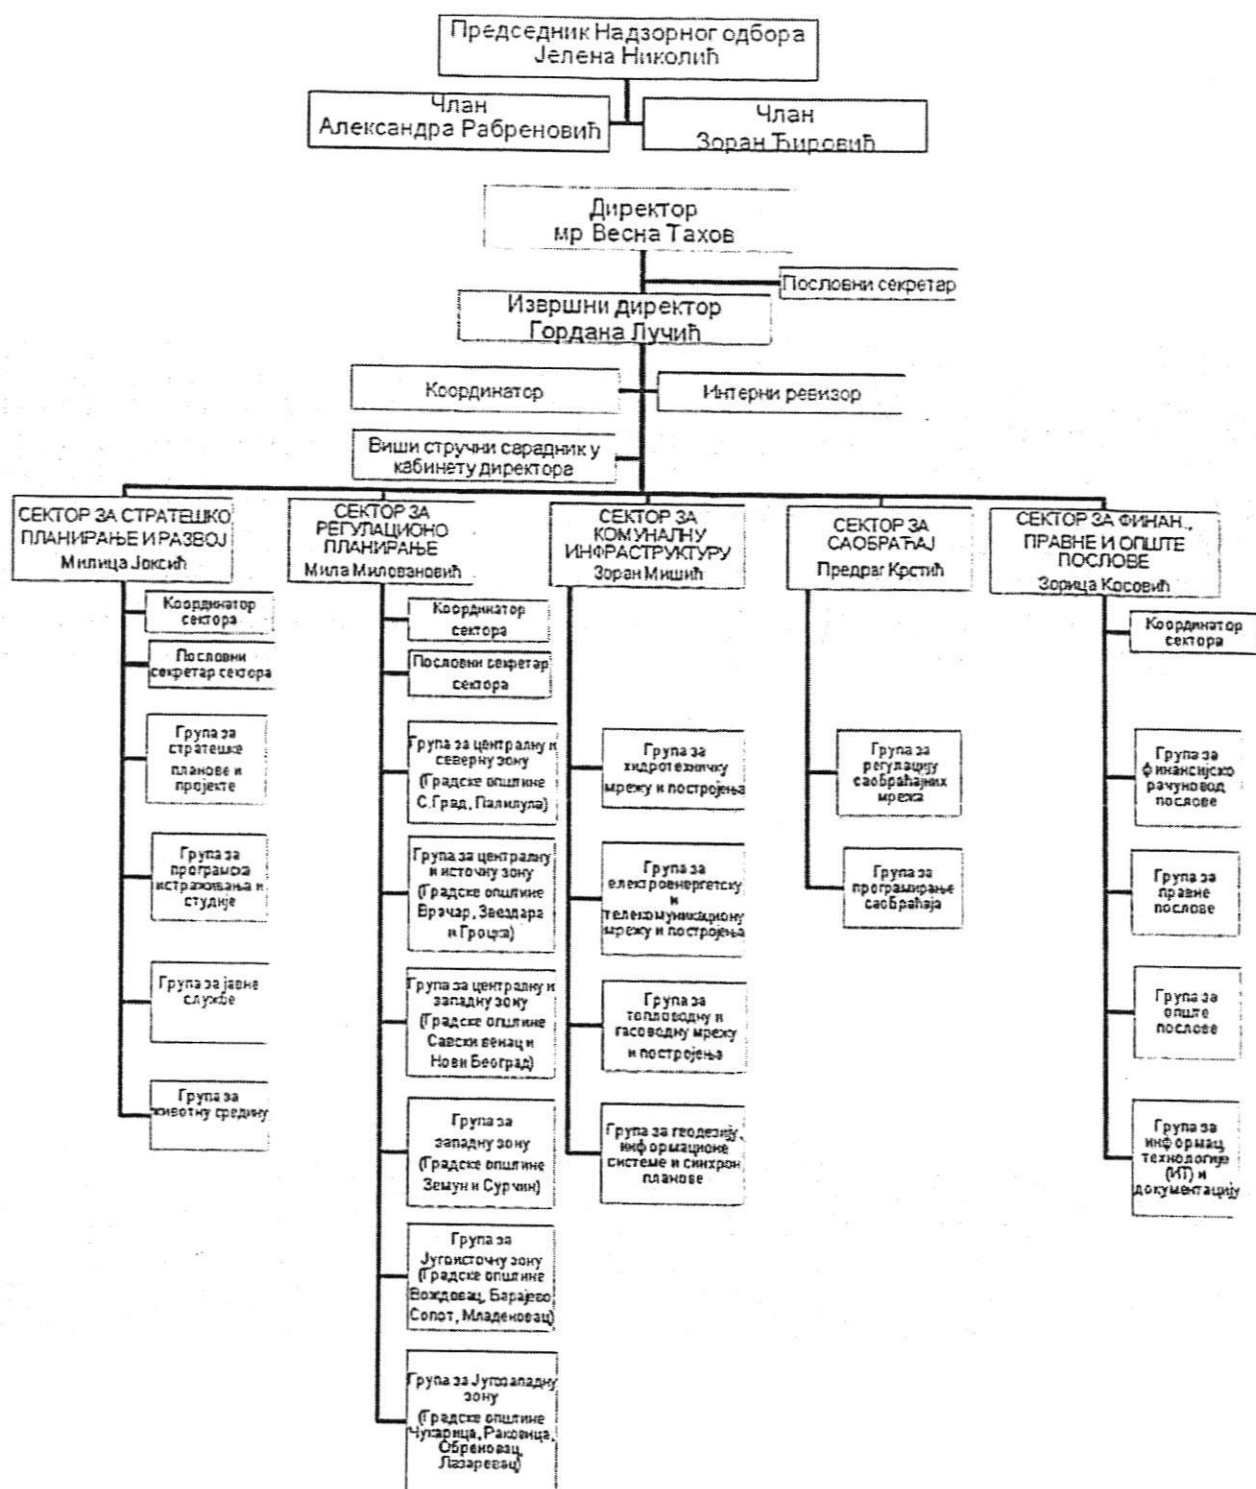 Председник Надзорног одбора
Јелена Николић
Члан
Александра Рабреновић
Члан
Зоран Ћировић
Директор
мр Весна Тахов
Пословни секретар
Извршни директор
Гордана Лучић
Координатор
Интерни ревизор
Виши стручни сарадник у
кабинету директора
СЕКТОР ЗА СТРАТЕШКО
ПЛАНИРАЊЕ И РАЗВОЈ
Милица Јоксић
Координатор
сектора
Пословни
секретар сектора
Група за
стратешке
планове и
пројекте
Група за
програмска
истраживања и
студије
Група за јавне
службе
Група за
животну средину
СЕКТОР ЗА
РЕГУЛАЦИОНО
ПЛАНИРАЊЕ
Мила Миловановић
Координатор
сектора
Пословни секретар
сектора
Група за централну и
северну зону
(Градске општине
С.Град, Палилула)
Група за централну
и источну зону
(Градске општине
Врачар, Звездара
и Гроцка)
Група за централну и
западну зону
(Градске општине
Савски венац и
Нови Београд)
Група за
западну зону
(Градске општине
Земун и Сурчин)
Група за
Југоисточну зону
(Градске општине
Вождовац, Барајево,
Сопот, Младеновац)
Група за Југозападну
зону
(Градске општине
Чукарица, Раковица,
Обреновац,
Лазаревац)
СЕКТОР ЗА
КОМУНАЛНУ
ИНФРАСТРУКТУРУ
Зоран Мишић
Група за
хидротехничку
мрежу и постројења
Група за
електроенергетску
и
телекомуникациону
мрежу и постројења
Група за
топловодну и
гасоводну мрежу
и постројења
Група за геодезију,
информационе
системе и синхрон
планове
СЕКТОР ЗА
САОБРАЋАЈ
Предраг Крстић
Група за
регулацију
саобраћајних
мрежа
Група за
програмирање
саобраћаја
СЕКТОР ЗА ФИНАН.,
ПРАВНЕ И ОПШТЕ
ПОСЛОВЕ
Зорица Косовић
Координатор
сектора
Група за
финансијско
рачуновод
послове
Група за
правне
послове
Група за
опште
послове
Група за
информац.
технологије
(ИТ) и
документацију